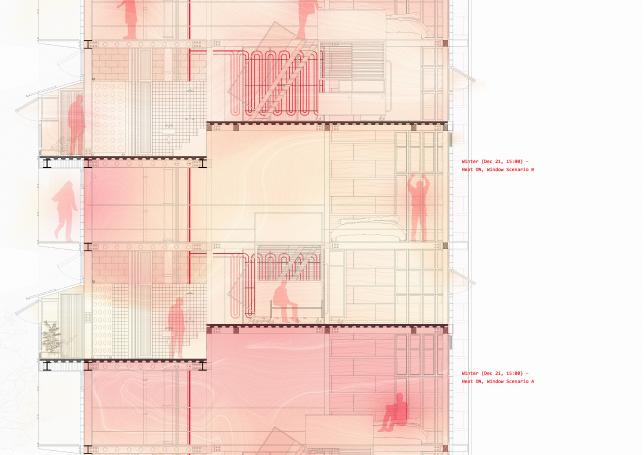 Winter (Dec 21, 15:00) -
Heat ON, Window Scenario B
Winter (Dec 21, 15:00) -
Heat ON, Window Scenario A